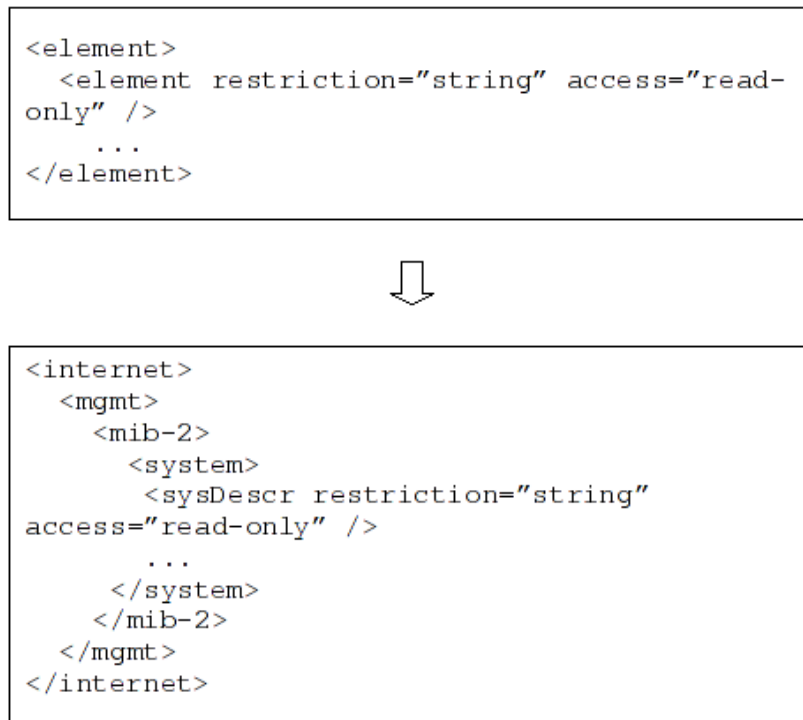 <element>
  <element restriction=”string” access=”read-
only” />
    ...
</element>
<internet>
  <mgmt>
    <mib-2>
      <system>
       <sysDescr restriction=”string”
access=”read-only” />
       ...
     </system>
    </mib-2>
  </mgmt>
</internet>